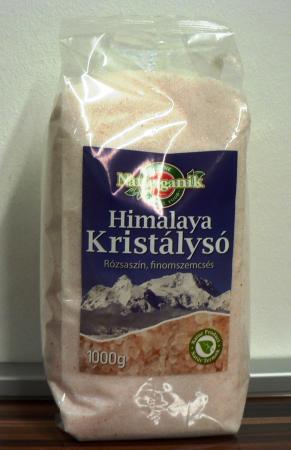 Naturganik
Himalaya
Kristálysó
Rózsaszín, finomszemcsés
1000g